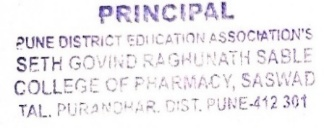 PRINCIPAL
PUNE DISTRICT EDUCATION ASSOCIATION'S
SETH GOVIND RAGHUNATH SABLE
COLLEGE OF PHARMACY, SASWAD
TAL. PURANDHAR. DIST. PUNE-412 301